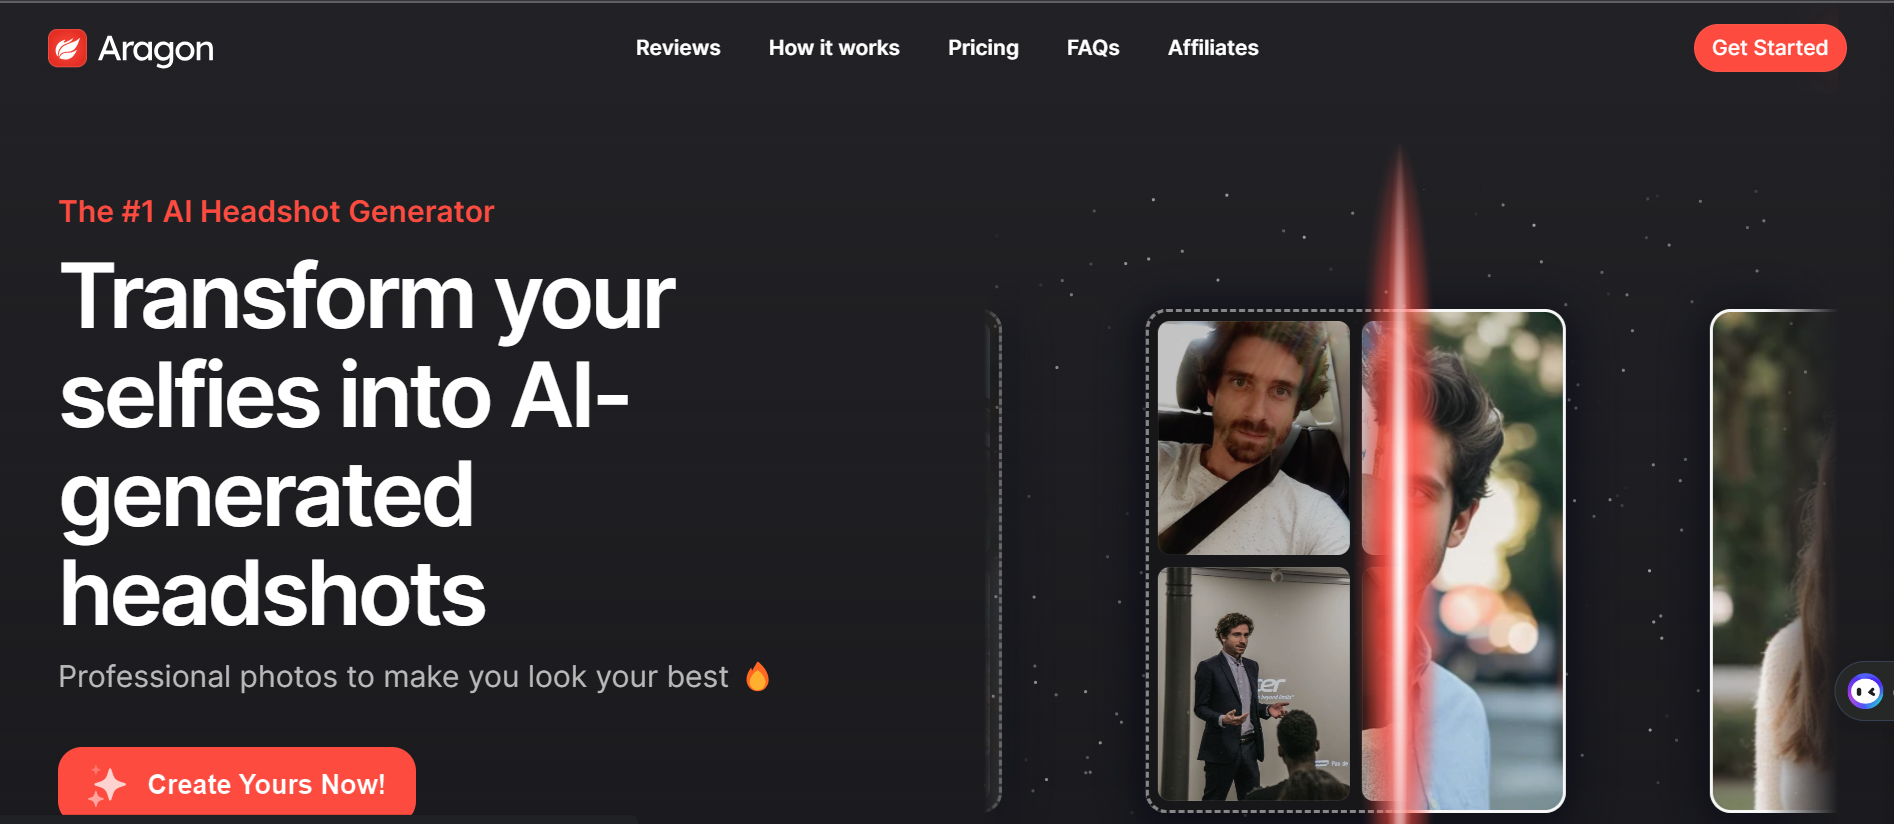 Aragon
Reviews
How it works
Pricing
FAQs
Affiliates
Get Started
The #1 AI Headshot Generator
Transform your
selfies into AI-
generated
headshots
Professional photos to make you look your best 🔥
Create Yours Now!